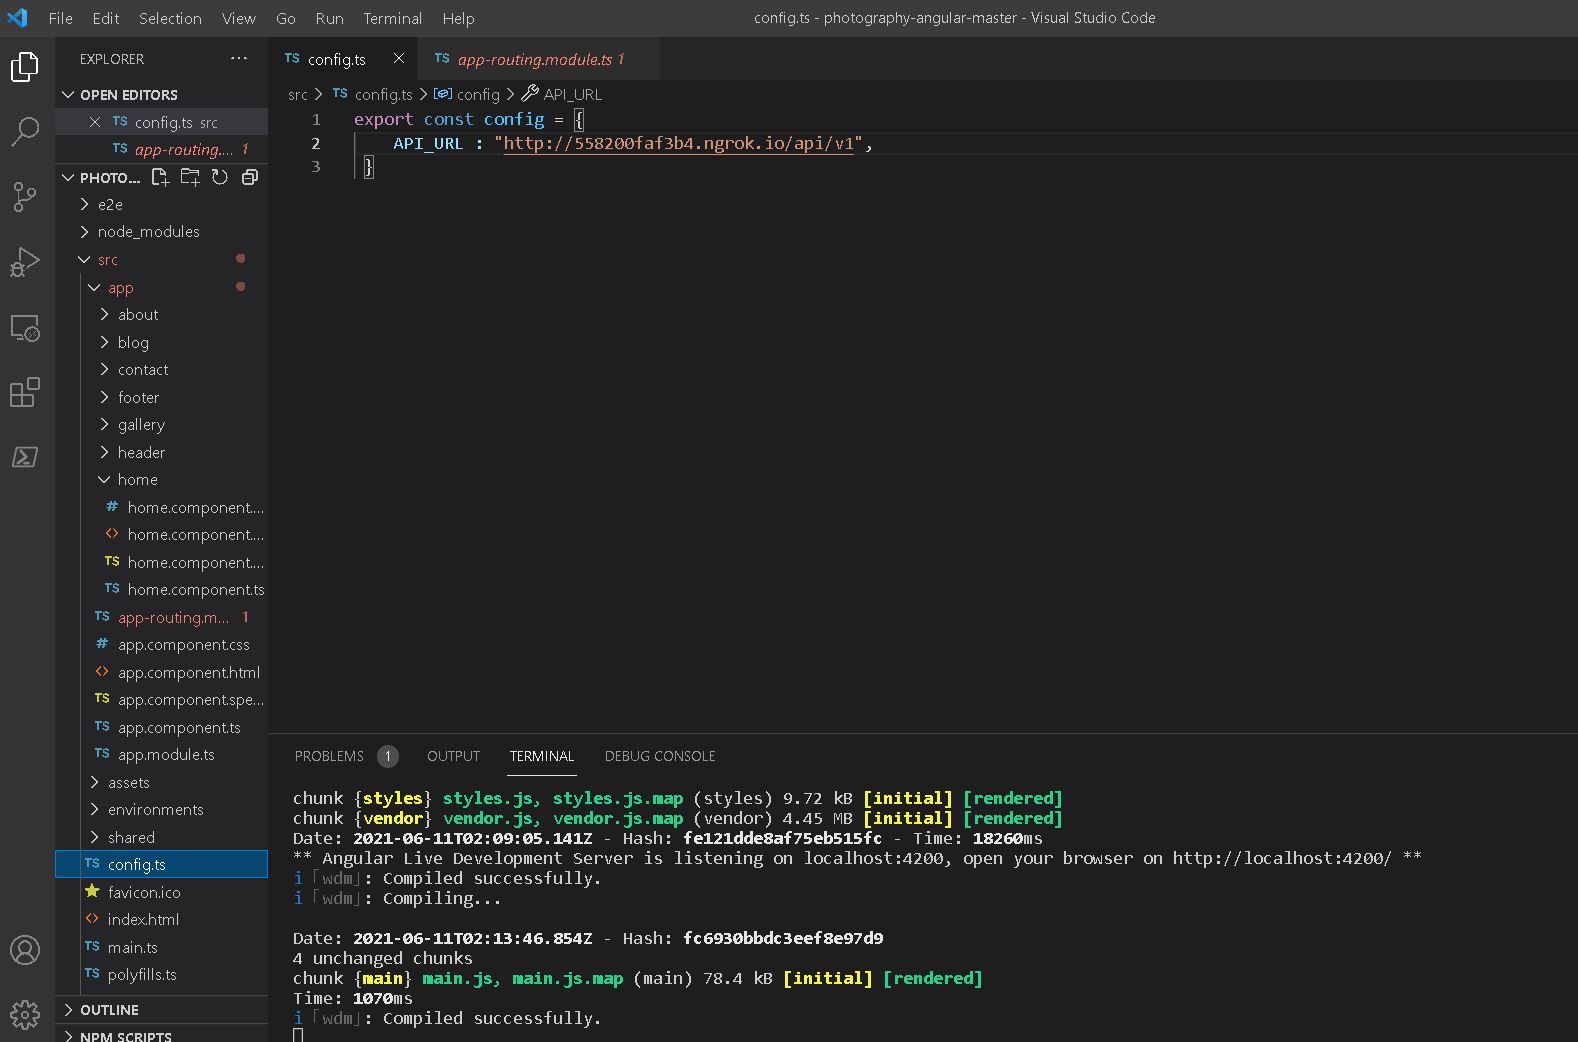 File Edit Selection View Go Run Terminal Help
config.ts - photography-angular-master - Visual Studio Code
EXPLORER ...
OPEN EDITORS
TS config.ts src
TS app-routing.... 1
PHOTO...
e2e
node_modules
src
app
about
blog
contact
footer
gallery
header
home
# home.component....
<> home.component....
TS home.component....
TS home.component.ts
TS app-routing.m... 1
# app.component.css
<> app.component.html
TS app.component.spe...
TS app.component.ts
TS app.module.ts
assets
environments
shared
TS config.ts
favicon.ico
<> index.html
TS main.ts
TS polyfills.ts
OUTLINE
NPM SCRIPTS
TS config.ts
TS app-routing.module.ts 1
src > TS config.ts > config > API_URL
1 export const config = {
2 API_URL : "http://558200faf3b4.ngrok.io/api/v1",
3 }
PROBLEMS 1 OUTPUT TERMINAL DEBUG CONSOLE
chunk {styles} styles.js, styles.js.map (styles) 9.72 kB [initial] [rendered]
chunk {vendor} vendor.js, vendor.js.map (vendor) 4.45 MB [initial] [rendered]
Date: 2021-06-11T02:09:05.141Z - Hash: fe121dde8af75eb515fc - Time: 18260ms
** Angular Live Development Server is listening on localhost:4200, open your browser on http://localhost:4200/ **
i ｢wdm｣: Compiled successfully.
i ｢wdm｣: Compiling...
Date: 2021-06-11T02:13:46.854Z - Hash: fc6930bbdc3eef8e97d9
4 unchanged chunks
chunk {main} main.js, main.js.map (main) 78.4 kB [initial] [rendered]
Time: 1070ms
i ｢wdm｣: Compiled successfully.